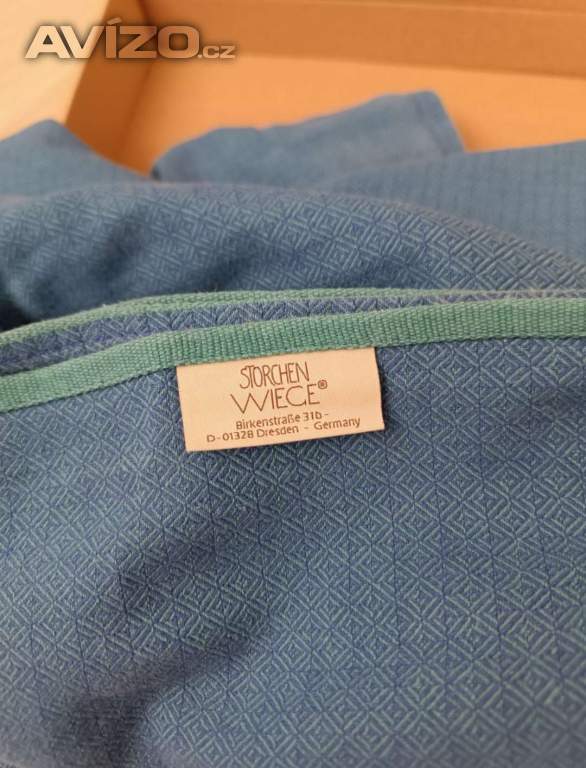 AVÍZO.cz
STORCHEN
WIEGE®
Birkenstraße 31b -
D-01328 Dresden - Germany